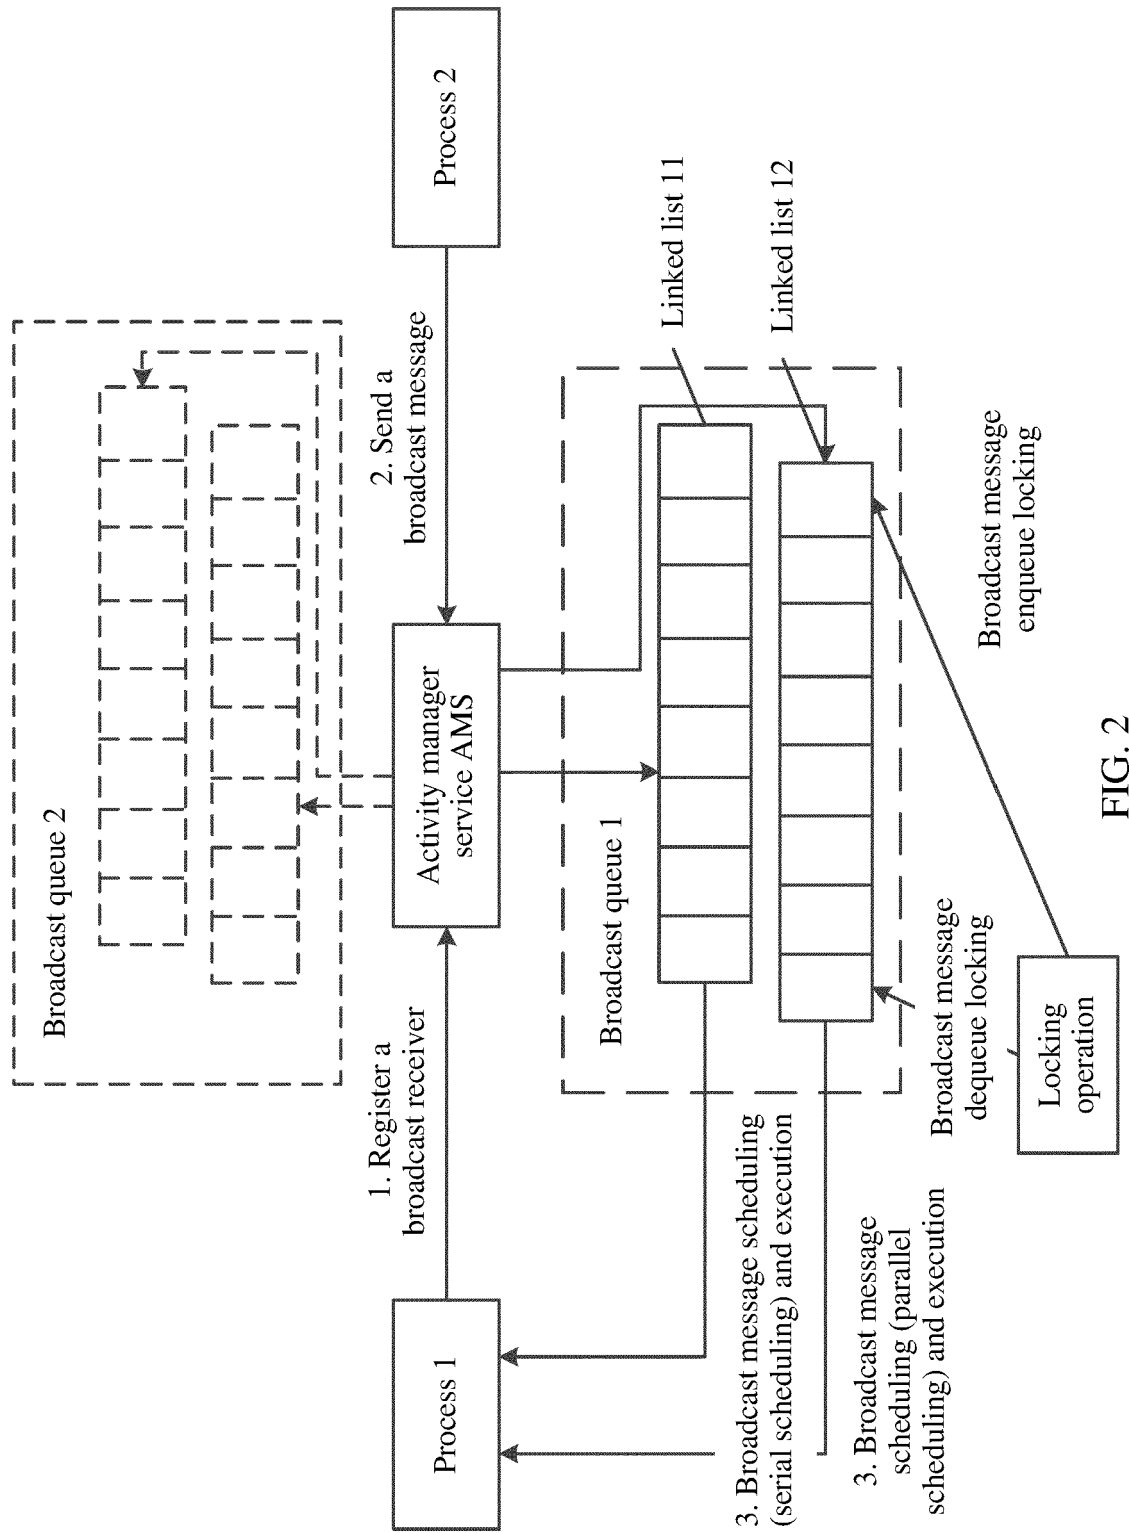 Broadcast queue 2
1. Register a
broadcast receiver
2. Send a
broadcast message
Process 1
Activity manager
service AMS
Process 2
Broadcast queue 1
Linked list 11
Linked list 12
3. Broadcast message scheduling
(serial scheduling) and execution
3. Broadcast message
scheduling (parallel
scheduling) and execution
Broadcast message
dequeue locking
Broadcast message
enqueue locking
Locking
operation
FIG. 2